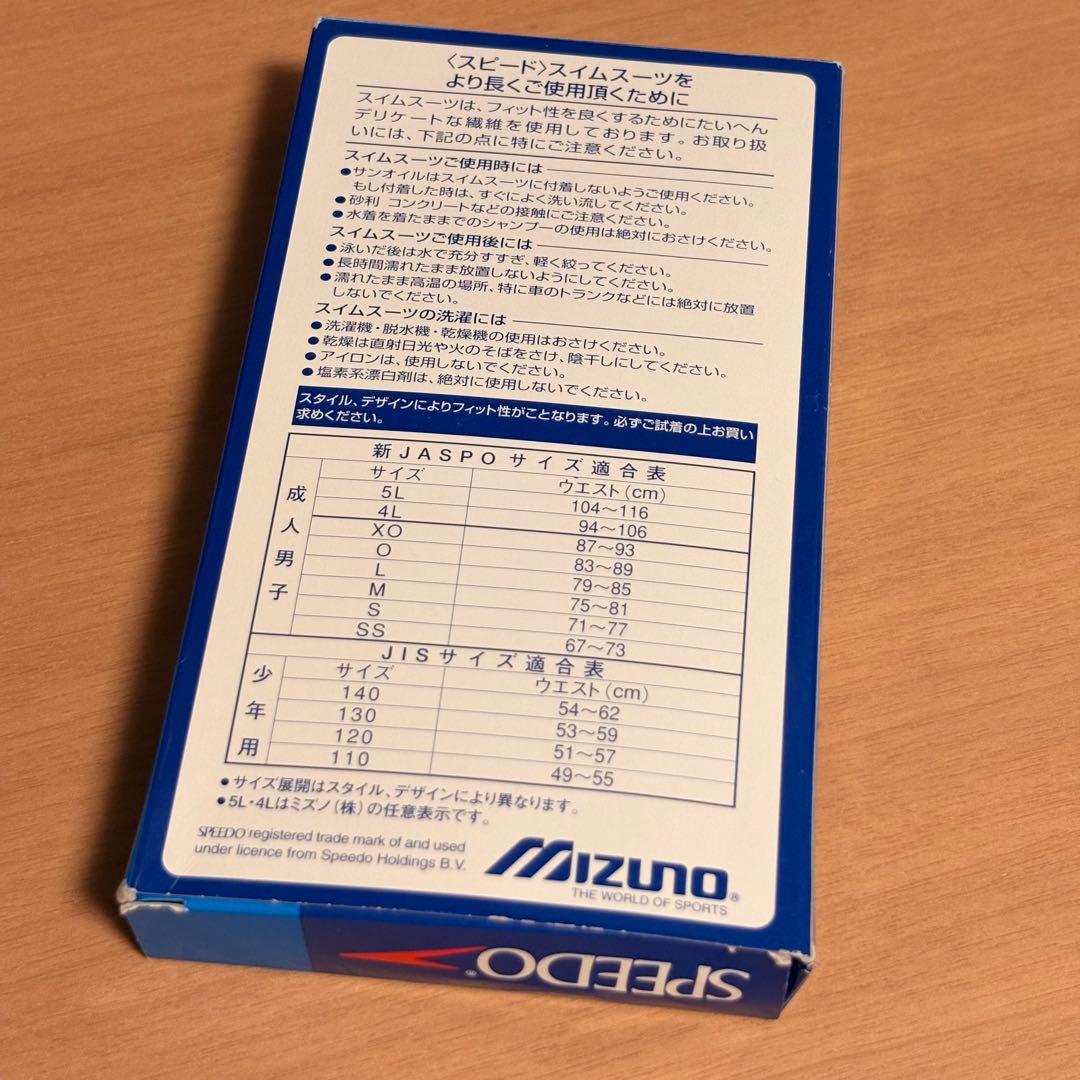 〈スピード〉スイムスーツを
より長くご使用頂くために
スイムスーツは、フィット性を良くするためにたいへん
デリケートな繊維を使用しております。お取り扱
いには、下記の点に特にご注意ください。
スイムスーツご使用時には
●サンオイルはスイムスーツに付着しないようご使用ください。
もし付着した時は、すぐによく洗い流してください。
●砂利 コンクリートなどの接触にご注意ください。
●水着を着たままでのシャンプーの使用は絶対におさけください。
スイムスーツご使用後には
●泳いだ後は水で充分すすぎ、軽く絞ってください。
●長時間濡れたまま放置しないようにしてください。
●濡れたまま高温の場所、特に車のトランクなどには絶対に放置
しないでください。
スイムスーツの洗濯には
●洗濯機・脱水機・乾燥機の使用はおさけください。
●乾燥は直射日光や火のそばをさけ、陰干しにしてください。
●アイロンは、使用しないでください。
●塩素系漂白剤は、絶対に使用しないでください。
スタイル、デザインによりフィット性がことなります。必ずご試着の上お買い
求めください。
新JASPOサイズ適合表
成人男子
サイズ ウエスト(cm)
5L 104〜116
4L 94〜106
XO 87〜93
O 83〜89
L 79〜85
M 75〜81
S 71〜77
SS 67〜73
JISサイズ適合表
少年用
サイズ ウエスト(cm)
140 54〜62
130 53〜59
120 51〜57
110 49〜55
●サイズ展開はスタイル、デザインにより異なります。
●5L・4Lはミズノ(株)の任意表示です。
SPEEDO registered trade mark of and used
under licence from Speedo Holdings B.V.
MIZUNO®
THE WORLD OF SPORTS
SPEEDO®